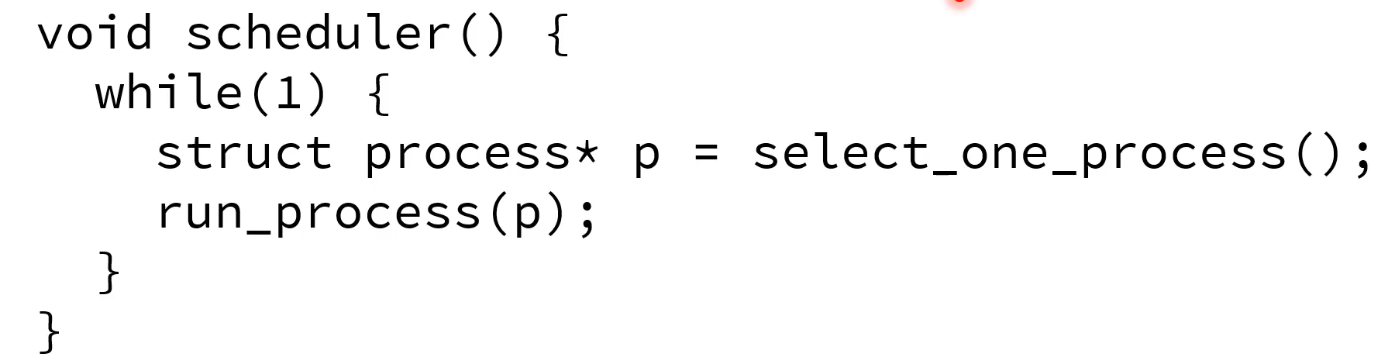 void scheduler() {
  while(1) {
    struct process* p = select_one_process();
    run_process(p);
  }
}